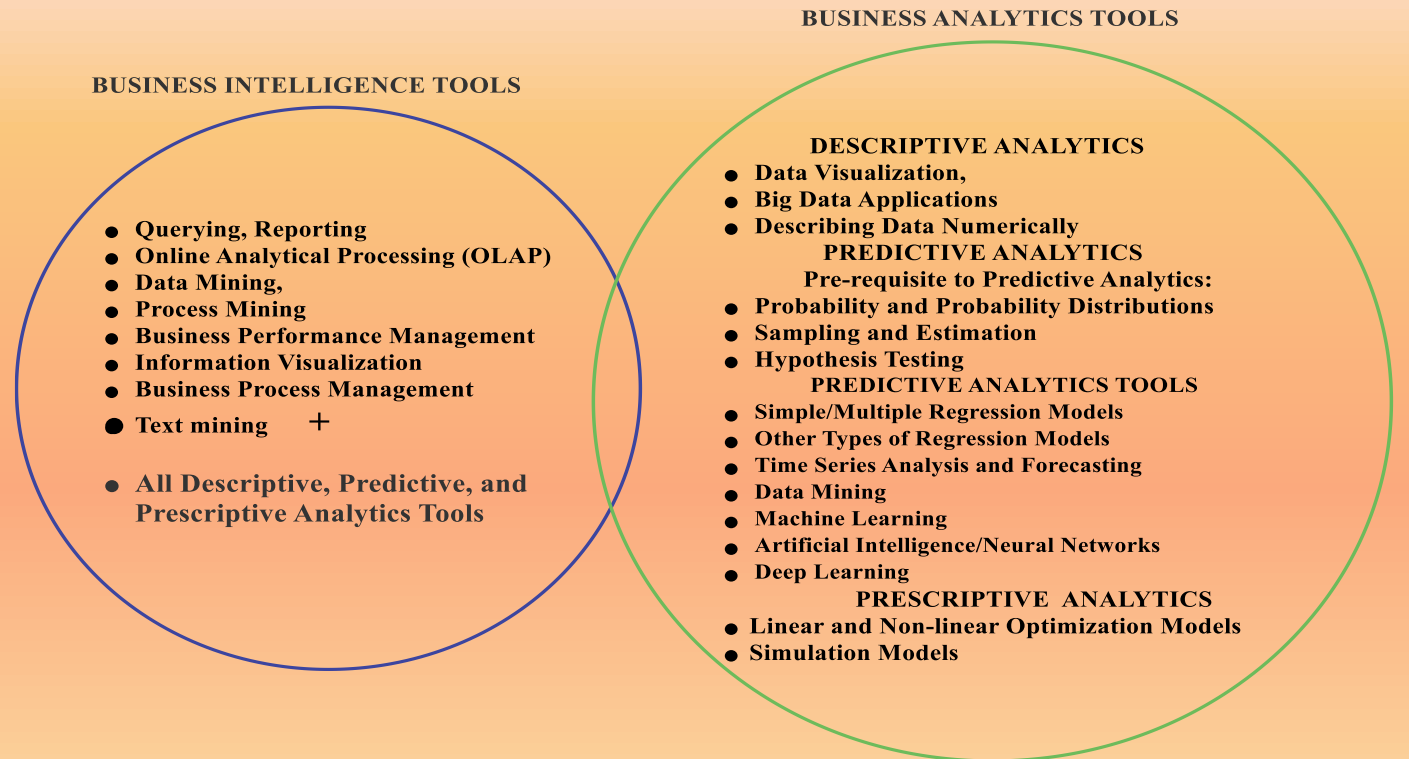 BUSINESS INTELLIGENCE TOOLS
● Querying, Reporting
● Online Analytical Processing (OLAP)
● Data Mining,
● Process Mining
● Business Performance Management
● Information Visualization
● Business Process Management
● Text mining +
● All Descriptive, Predictive, and
Prescriptive Analytics Tools
BUSINESS ANALYTICS TOOLS
DESCRIPTIVE ANALYTICS
● Data Visualization,
● Big Data Applications
● Describing Data Numerically
PREDICTIVE ANALYTICS
Pre-requisite to Predictive Analytics:
● Probability and Probability Distributions
● Sampling and Estimation
● Hypothesis Testing
PREDICTIVE ANALYTICS TOOLS
● Simple/Multiple Regression Models
● Other Types of Regression Models
● Time Series Analysis and Forecasting
● Data Mining
● Machine Learning
● Artificial Intelligence/Neural Networks
● Deep Learning
PRESCRIPTIVE ANALYTICS
● Linear and Non-linear Optimization Models
● Simulation Models